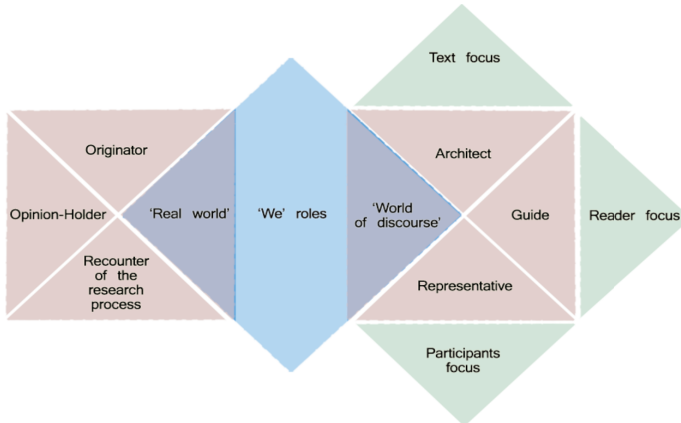 Text focus
Originator
Architect
Opinion-Holder
'Real world'
'We' roles
'World
of discourse'
Guide
Reader focus
Recounter
of the
research
process
Representative
Participants
focus